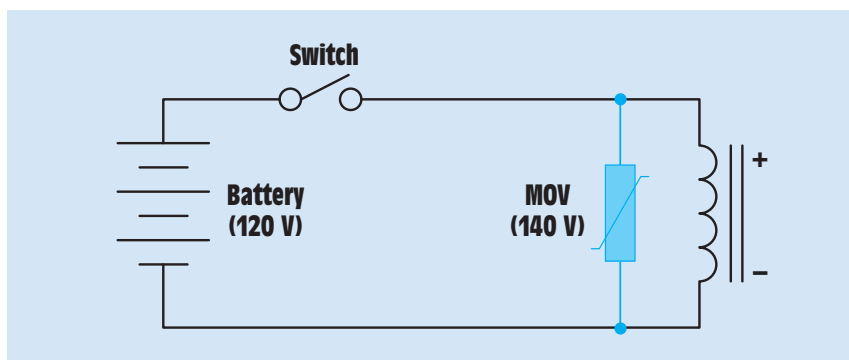 Switch
Battery
(120 V)
MOV
(140 V)
+
–